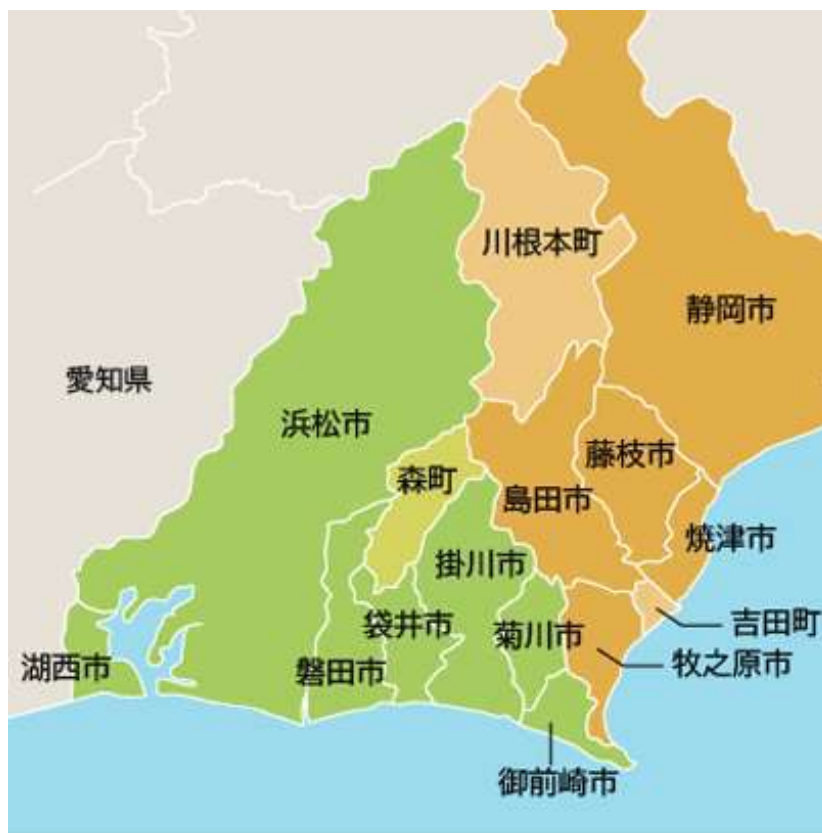 川根本町
静岡市
愛知県
浜松市
藤枝市
森町
島田市
焼津市
掛川市
袋井市
菊川市
吉田町
湖西市
磐田市
牧之原市
御前崎市